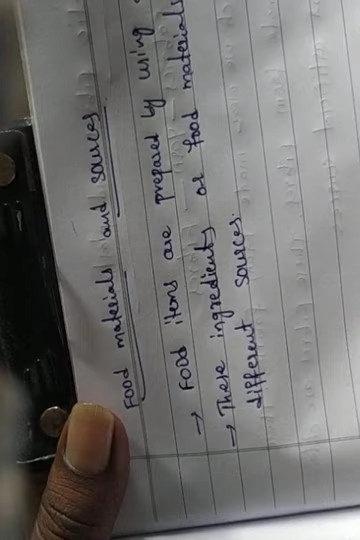 Food materials and sources
→ Food items are prepared by using
→ These ingredients or food materials
different sources.